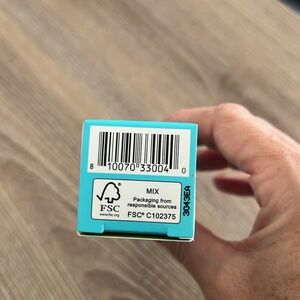 8 10070 33004 0
MIX
Packaging from
responsible sources
FSC
www.fsc.org
FSC® C102375
3043EA